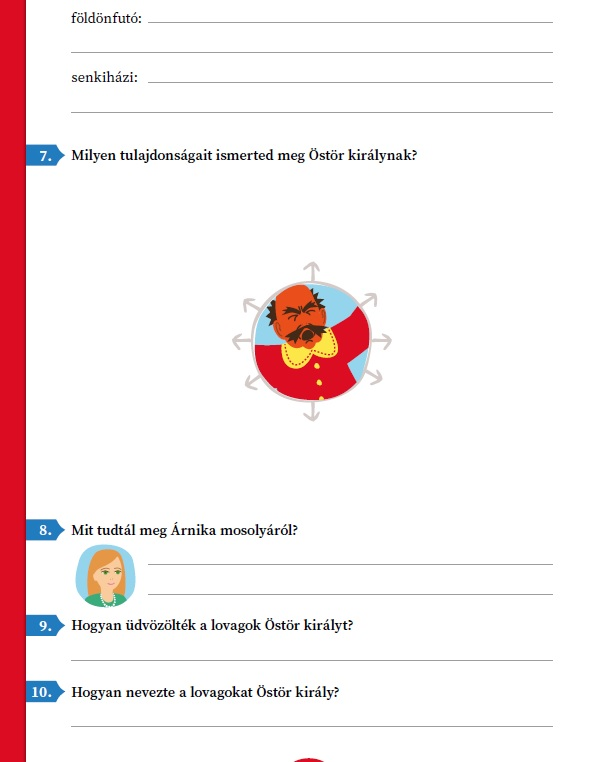 földönfutó:
senkiházi:
7. Milyen tulajdonságait ismerted meg Östör királynak?
8. Mit tudtál meg Árnika mosolyáról?
9. Hogyan üdvözölték a lovagok Östör királyt?
10. Hogyan nevezte a lovagokat Östör király?